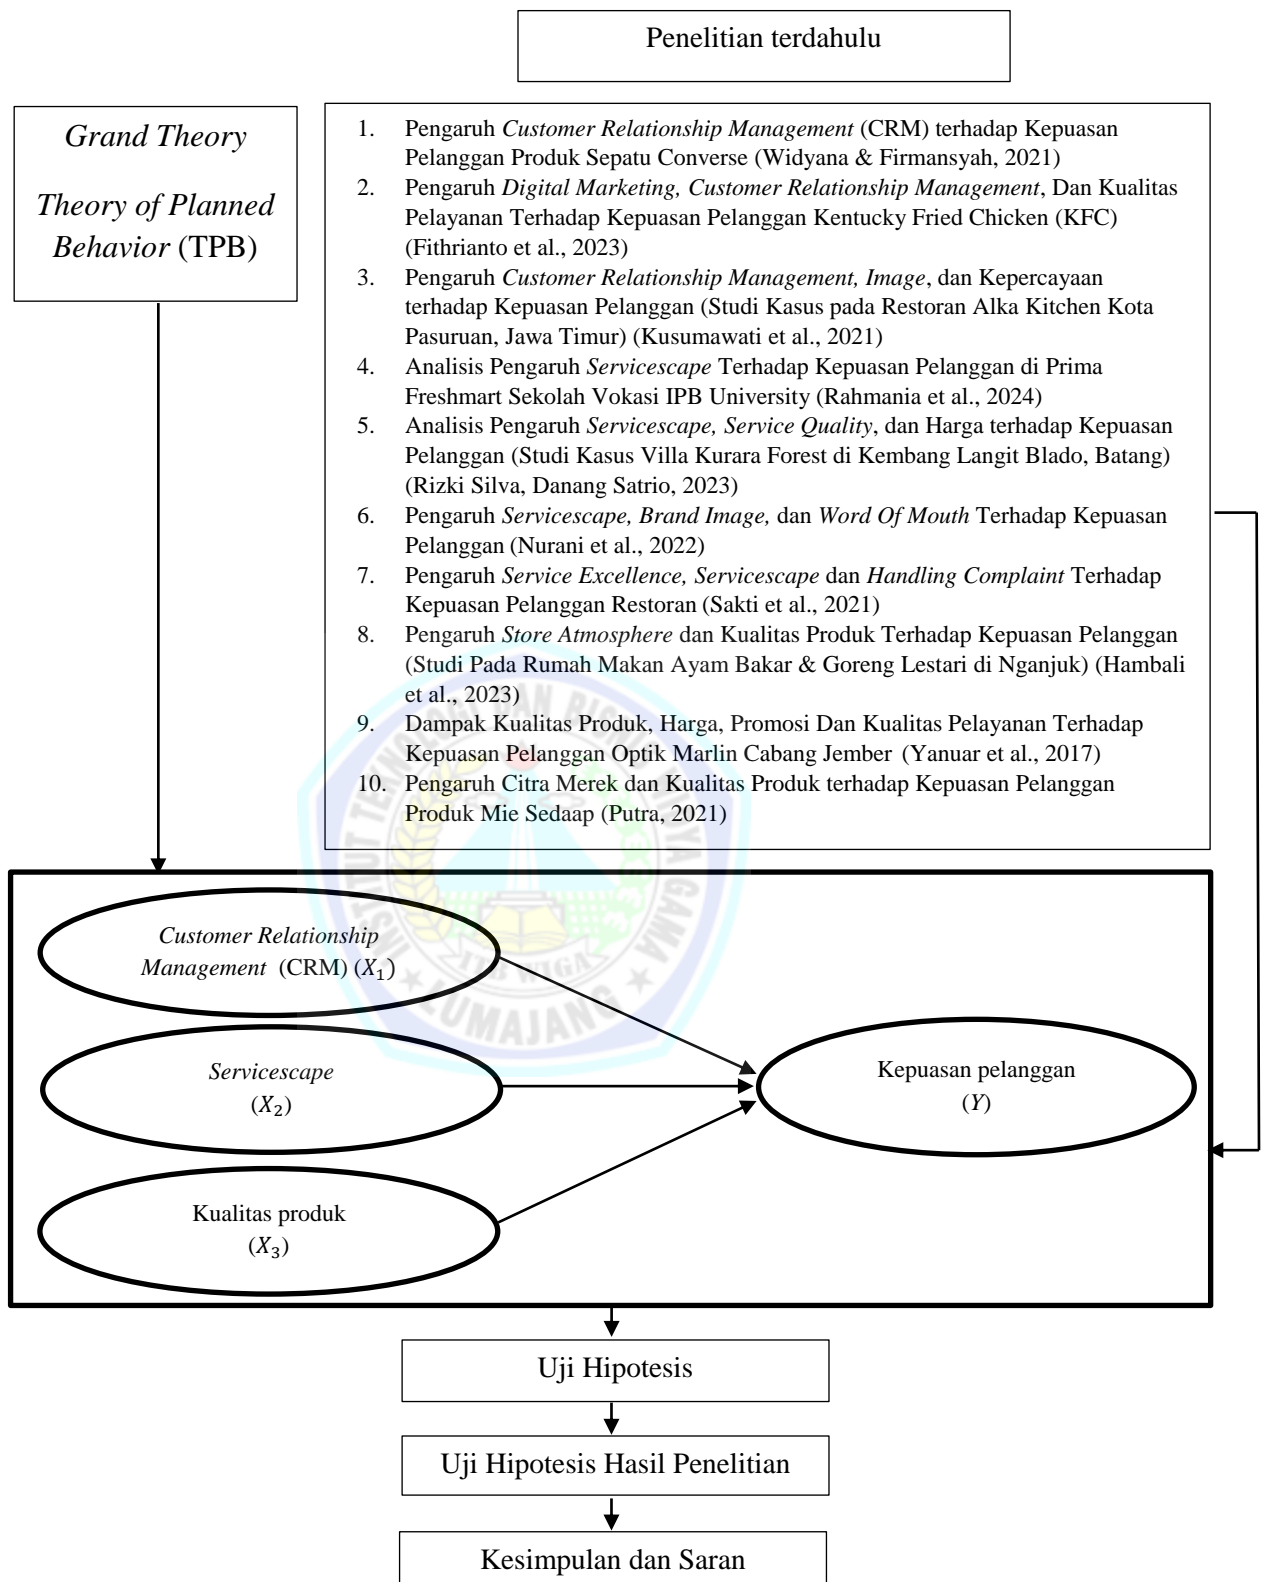 Penelitian terdahulu
Grand Theory
Theory of Planned
Behavior (TPB)
1. Pengaruh Customer Relationship Management (CRM) terhadap Kepuasan
Pelanggan Produk Sepatu Converse (Widyana & Firmansyah, 2021)
2. Pengaruh Digital Marketing, Customer Relationship Management, Dan Kualitas
Pelayanan Terhadap Kepuasan Pelanggan Kentucky Fried Chicken (KFC)
(Fithrianto et al., 2023)
3. Pengaruh Customer Relationship Management, Image, dan Kepercayaan
terhadap Kepuasan Pelanggan (Studi Kasus pada Restoran Alka Kitchen Kota
Pasuruan, Jawa Timur) (Kusumawati et al., 2021)
4. Analisis Pengaruh Servicescape Terhadap Kepuasan Pelanggan di Prima
Freshmart Sekolah Vokasi IPB University (Rahmania et al., 2024)
5. Analisis Pengaruh Servicescape, Service Quality, dan Harga terhadap Kepuasan
Pelanggan (Studi Kasus Villa Kurara Forest di Kembang Langit Blado, Batang)
(Rizki Silva, Danang Satrio, 2023)
6. Pengaruh Servicescape, Brand Image, dan Word Of Mouth Terhadap Kepuasan
Pelanggan (Nurani et al., 2022)
7. Pengaruh Service Excellence, Servicescape dan Handling Complaint Terhadap
Kepuasan Pelanggan Restoran (Sakti et al., 2021)
8. Pengaruh Store Atmosphere dan Kualitas Produk Terhadap Kepuasan Pelanggan
(Studi Pada Rumah Makan Ayam Bakar & Goreng Lestari di Nganjuk) (Hambali
et al., 2023)
9. Dampak Kualitas Produk, Harga, Promosi Dan Kualitas Pelayanan Terhadap
Kepuasan Pelanggan Optik Marlin Cabang Jember (Yanuar et al., 2017)
10. Pengaruh Citra Merek dan Kualitas Produk terhadap Kepuasan Pelanggan
Produk Mie Sedaap (Putra, 2021)
INSTITUT TEKNOLOGI DAN BISNIS WIDYA GAMA
ITB WIGA
LUMAJANG
Customer Relationship
Management (CRM) (X₁)
Servicescape
(X₂)
Kualitas produk
(X₃)
Kepuasan pelanggan
(Y)
Uji Hipotesis
Uji Hipotesis Hasil Penelitian
Kesimpulan dan Saran